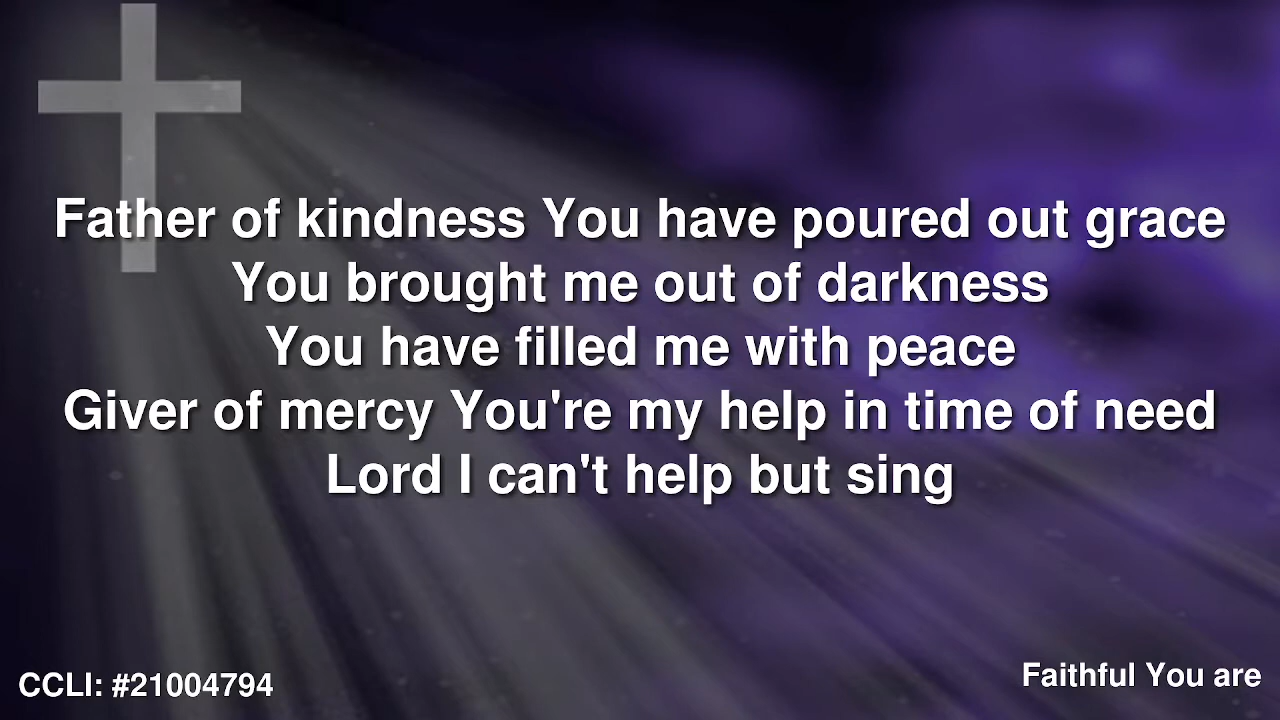 Father of kindness You have poured out grace
You brought me out of darkness
You have filled me with peace
Giver of mercy You're my help in time of need
Lord I can't help but sing
CCLI: #21004794
Faithful You are